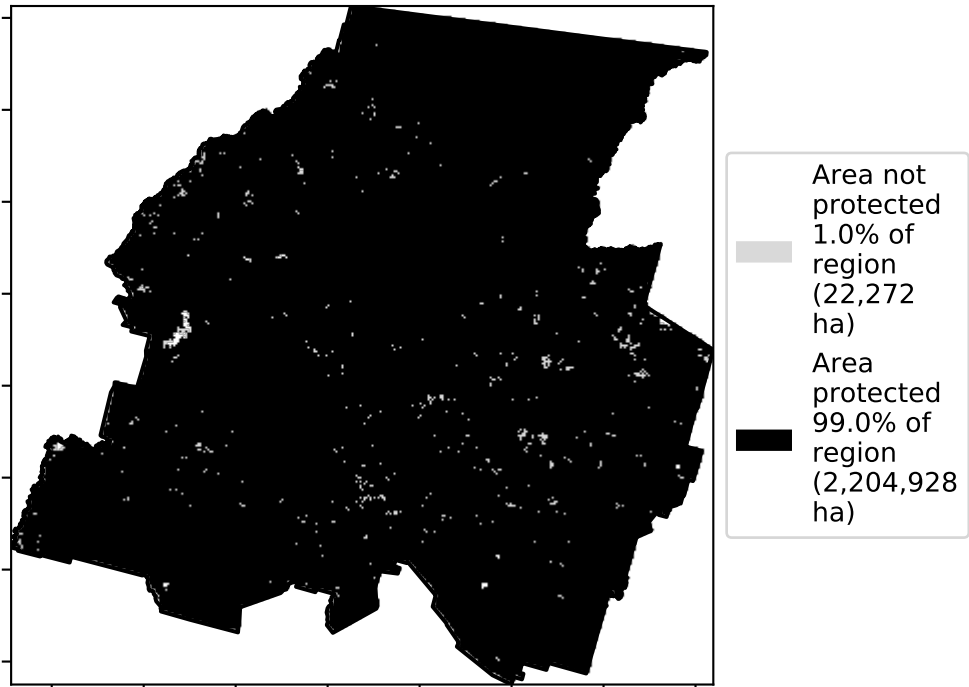 Area not
protected
1.0% of
region
(22,272
ha)
Area
protected
99.0% of
region
(2,204,928
ha)